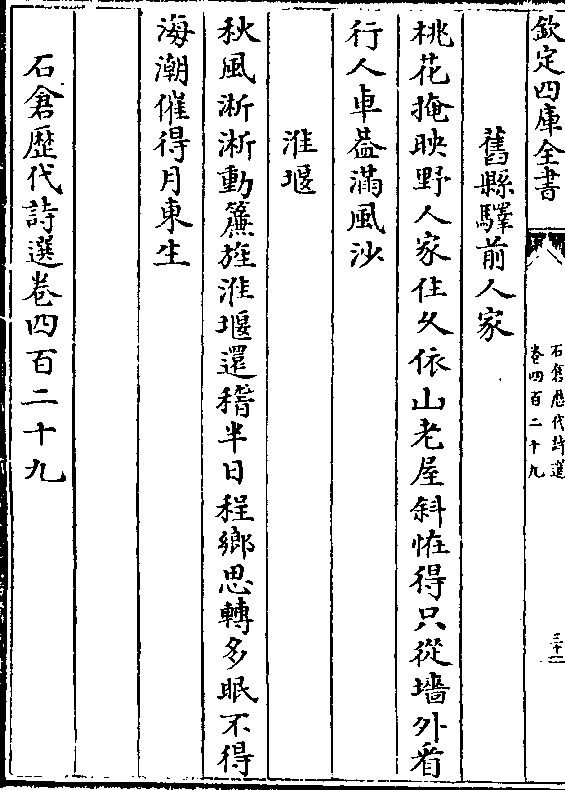 欽定四庫全書
石倉歷代詩選
卷四百二十九
三十二
舊縣驛前人家
桃花掩映野人家住久依山老屋斜恠得只從墻外看
行人車葢滿風沙
淮堰
秋風淅淅動簾旌淮堰還稽半日程鄉思轉多眠不得
海潮催得月東生
石倉歷代詩選卷四百二十九